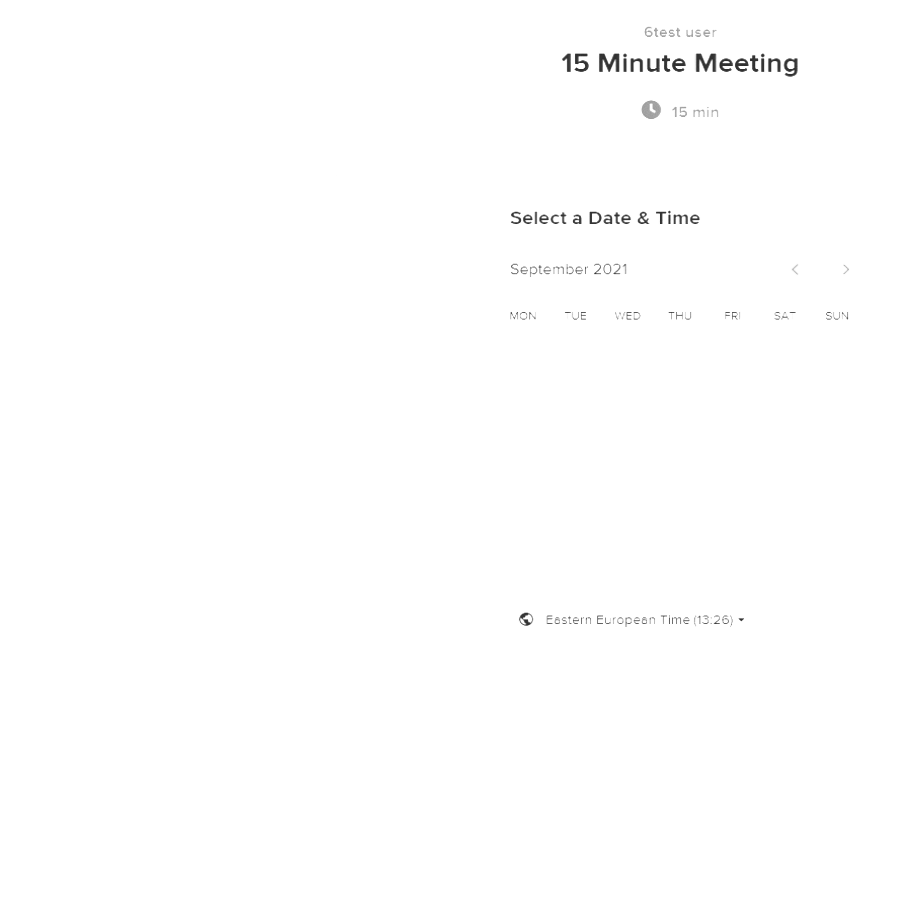 6test user
15 Minute Meeting
15 min
Select a Date & Time
September 2021
MON TUE WED THU FRI SAT SUN
Eastern European Time (13:26)